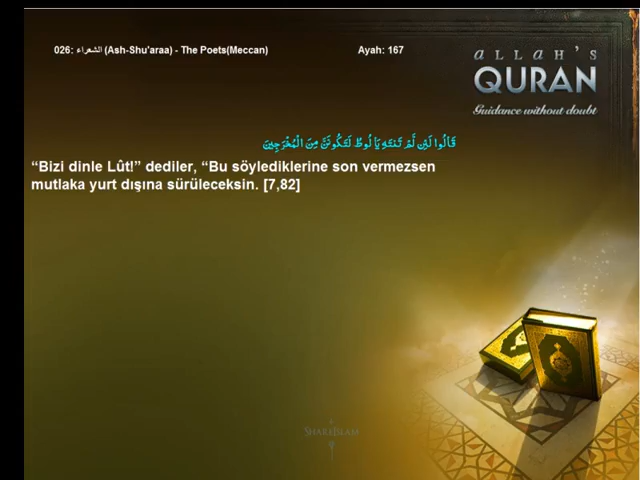 026: الشعراء (Ash-Shu'araa) - The Poets(Meccan) Ayah: 167
ALLAH'S
QURAN
Guidance without doubt
قَالُوا لَئِن لَّمْ تَنتَهِ يَا لُوطُ لَتَكُونَنَّ مِنَ الْمُخْرَجِينَ
“Bizi dinle Lût!” dediler, “Bu söylediklerine son vermezsen
mutlaka yurt dışına sürüleceksin. [7,82]
SHAREISLAM